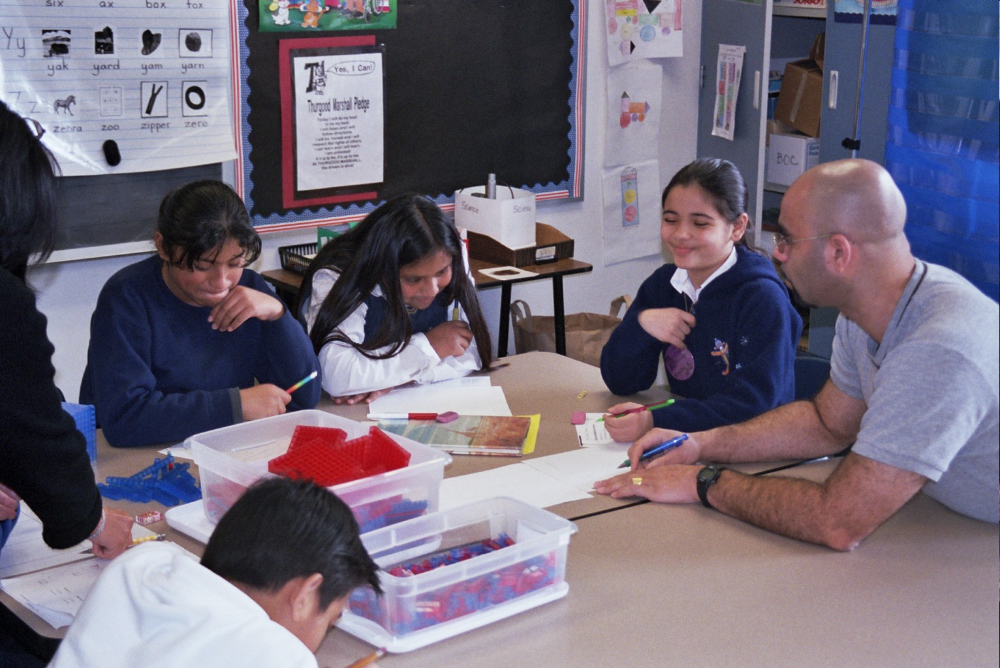 six ax box fox
Yy
yak yard yam yarn
Zz
zebra zoo zipper zero
Yes, I Can!
Thurgood Marshall Pledge
Today I will do my best
to be my best.
I will listen and I will
follow directions.
I will be honest and I will
respect the rights of others.
I can learn and I will learn.
I am unlimited!
If it is to be, it's up to me.
At THURGOOD MARSHALL,
the dream is alive!
Science Science
BOC